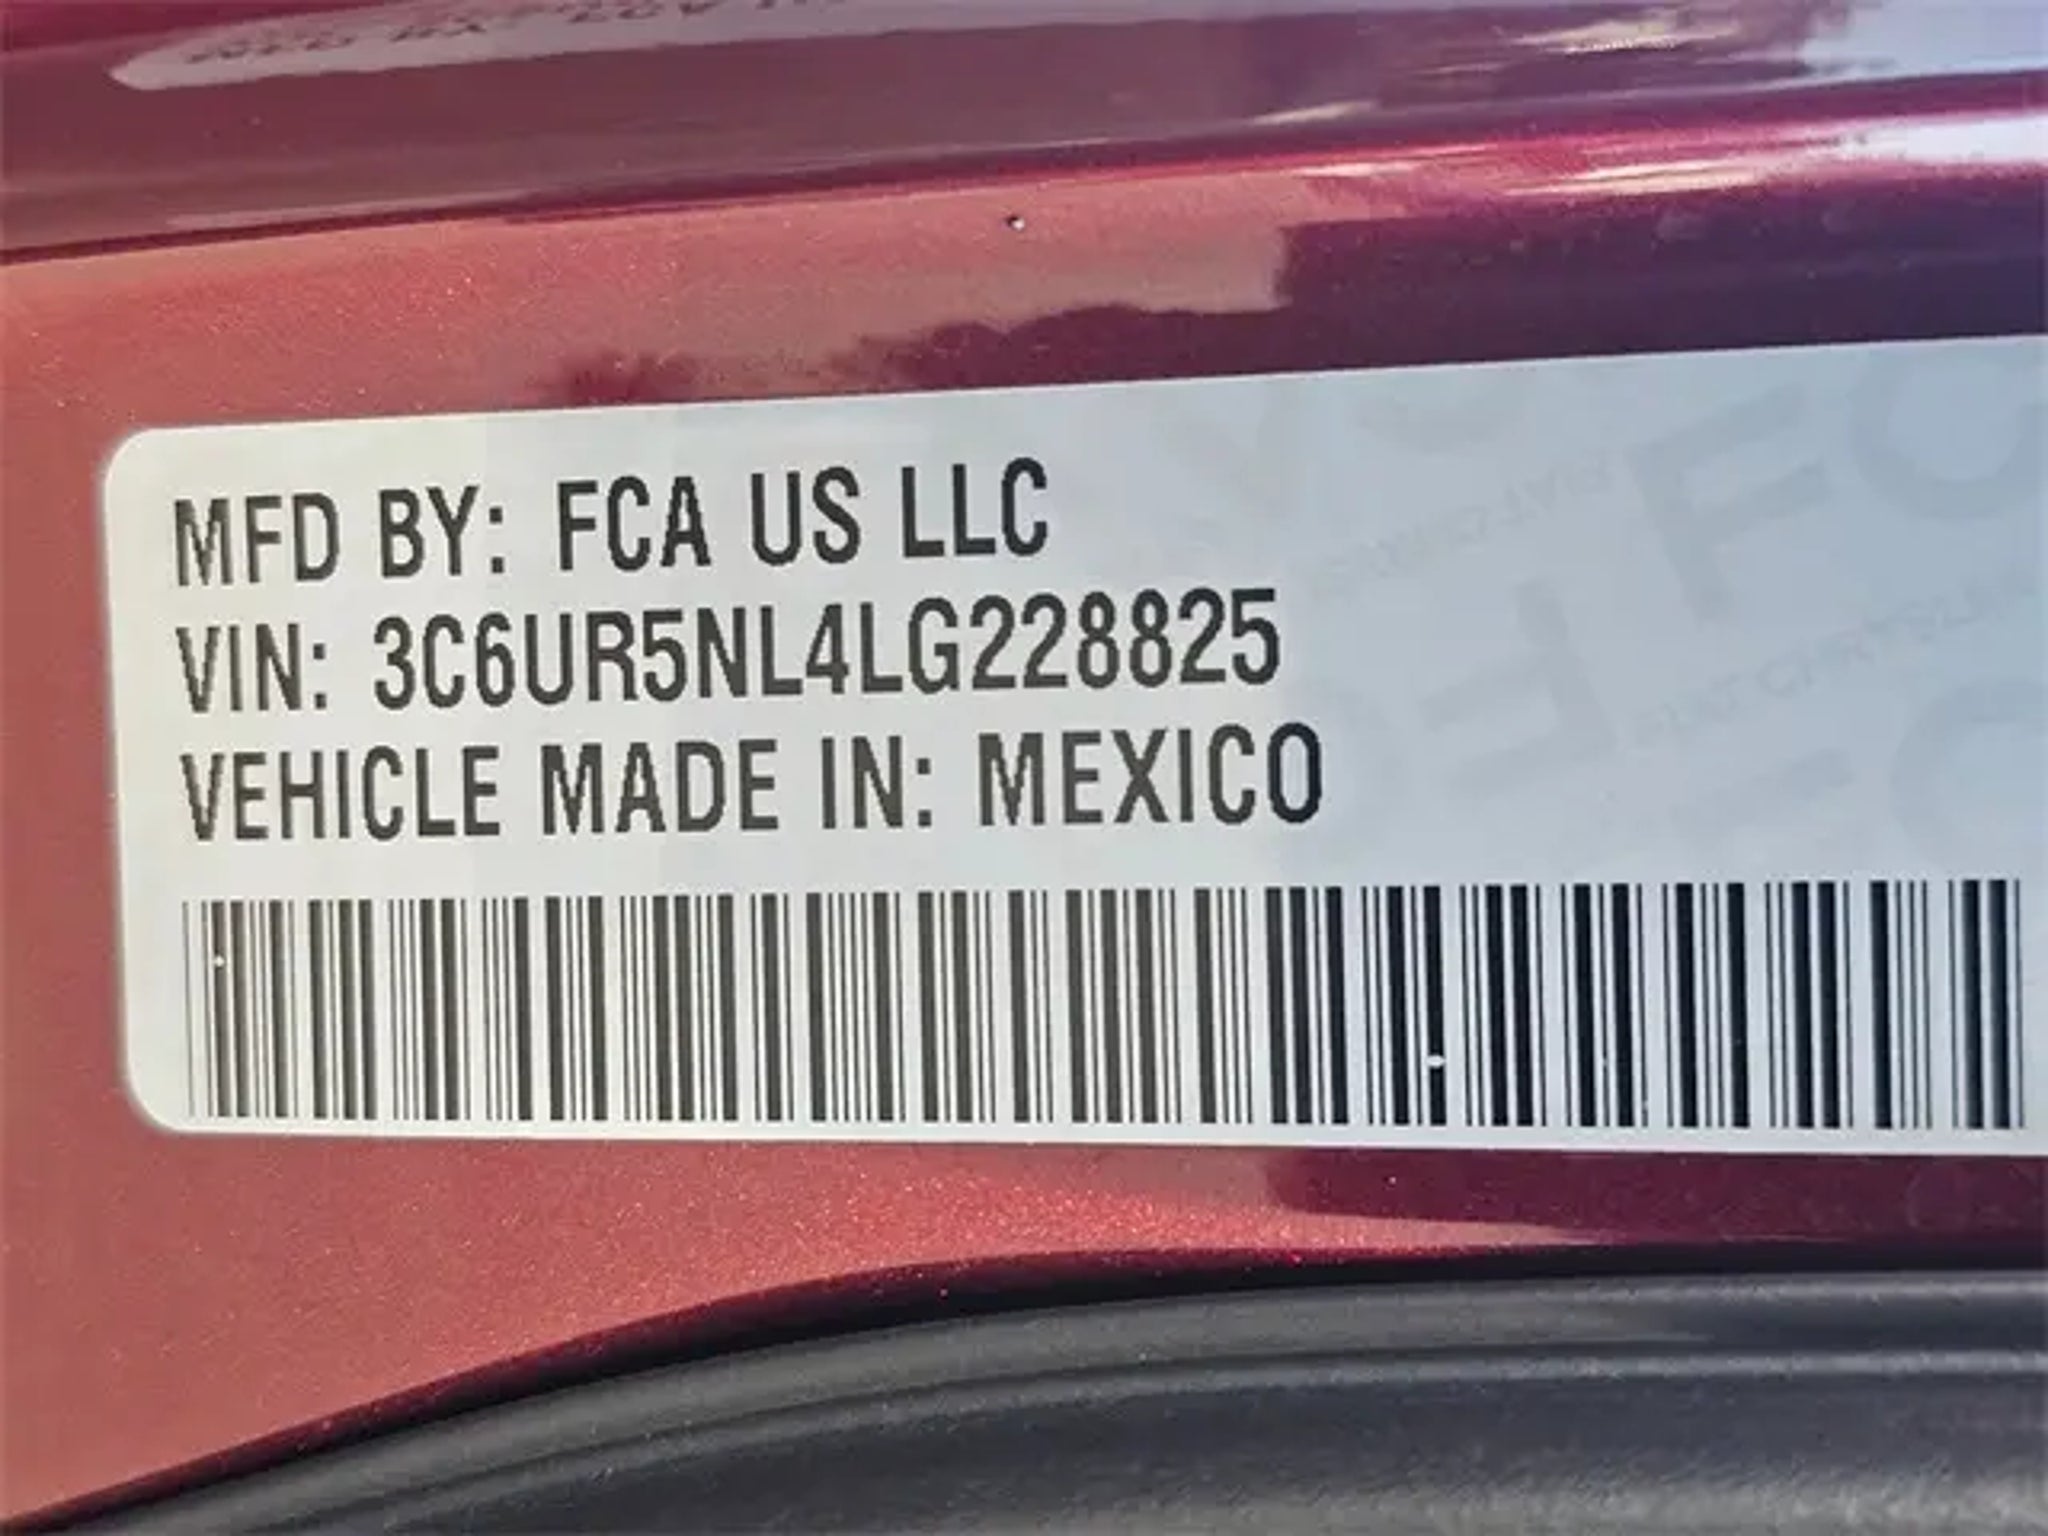 MFD BY: FCA US LLC
VIN: 3C6UR5NL4LG228825
VEHICLE MADE IN: MEXICO